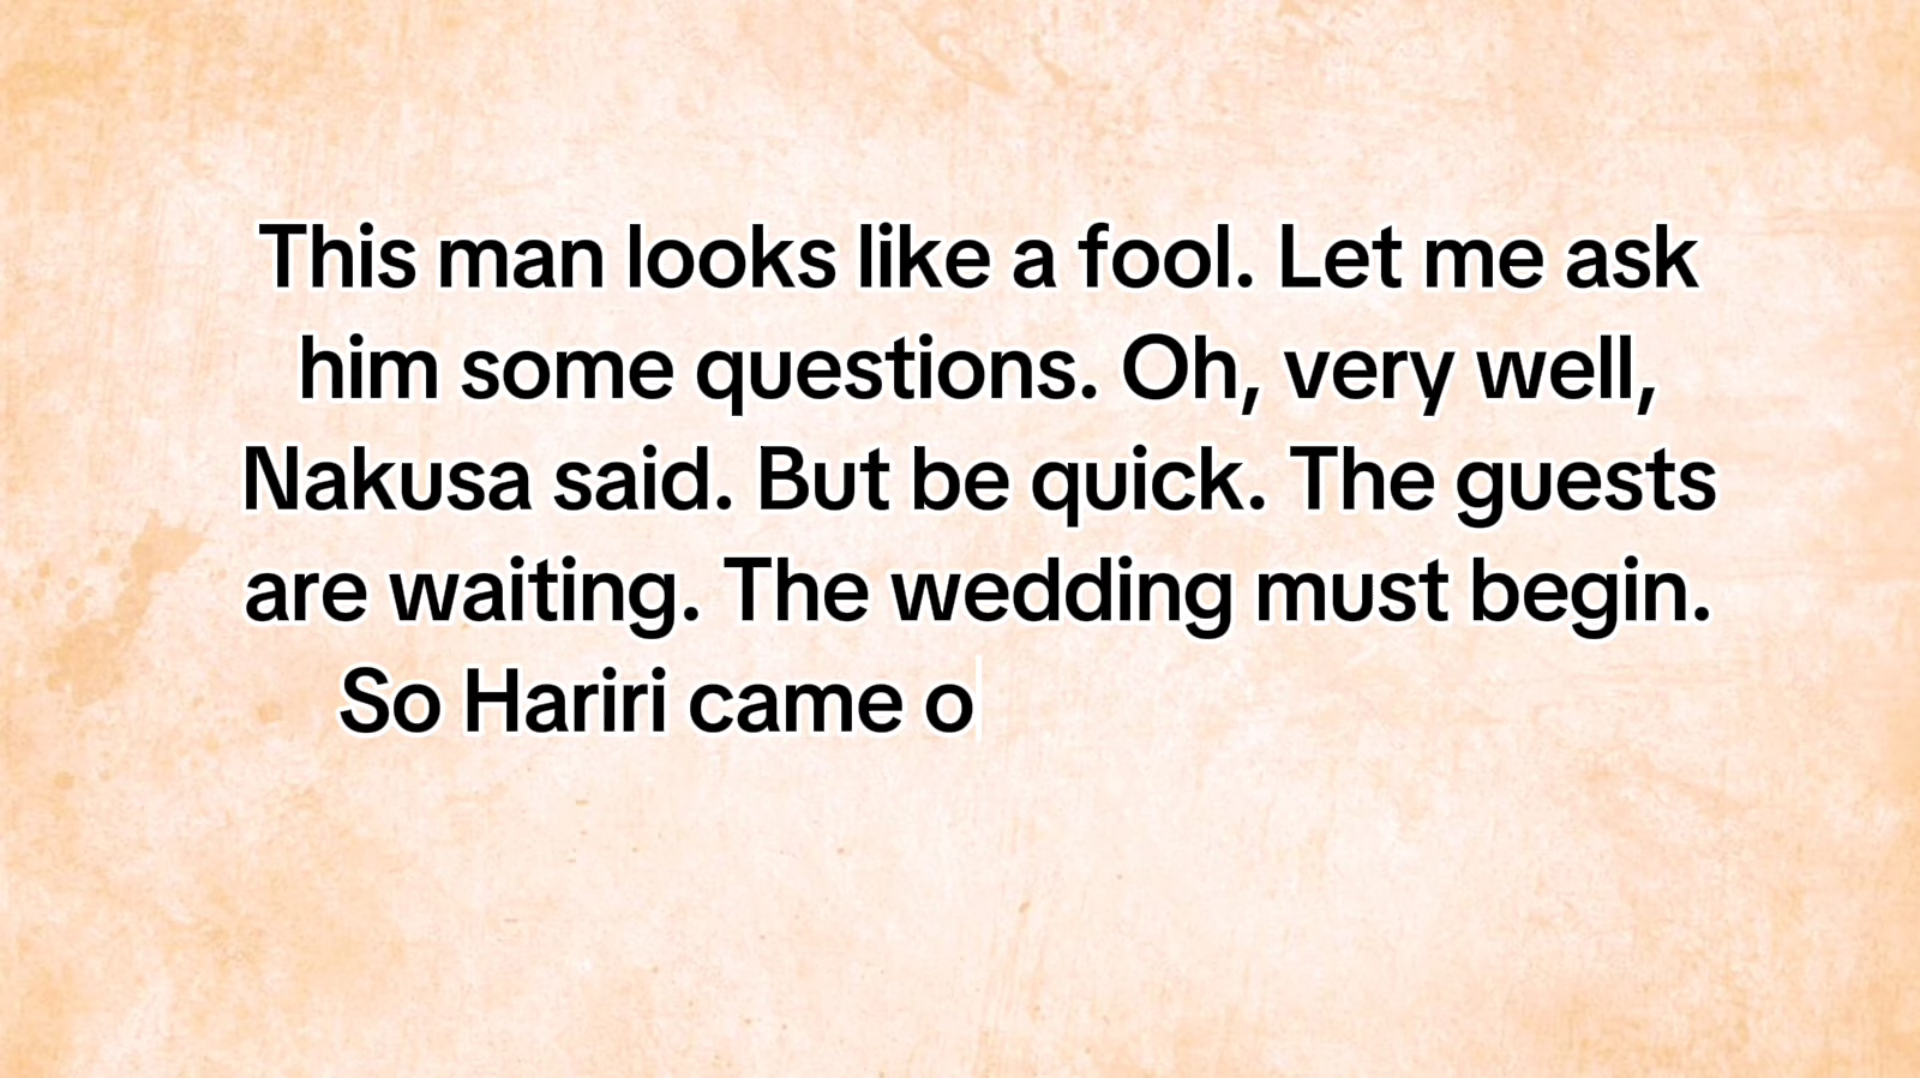 This man looks like a fool. Let me ask
him some questions. Oh, very well,
Nakusa said. But be quick. The guests
are waiting. The wedding must begin.
So Hariri came o